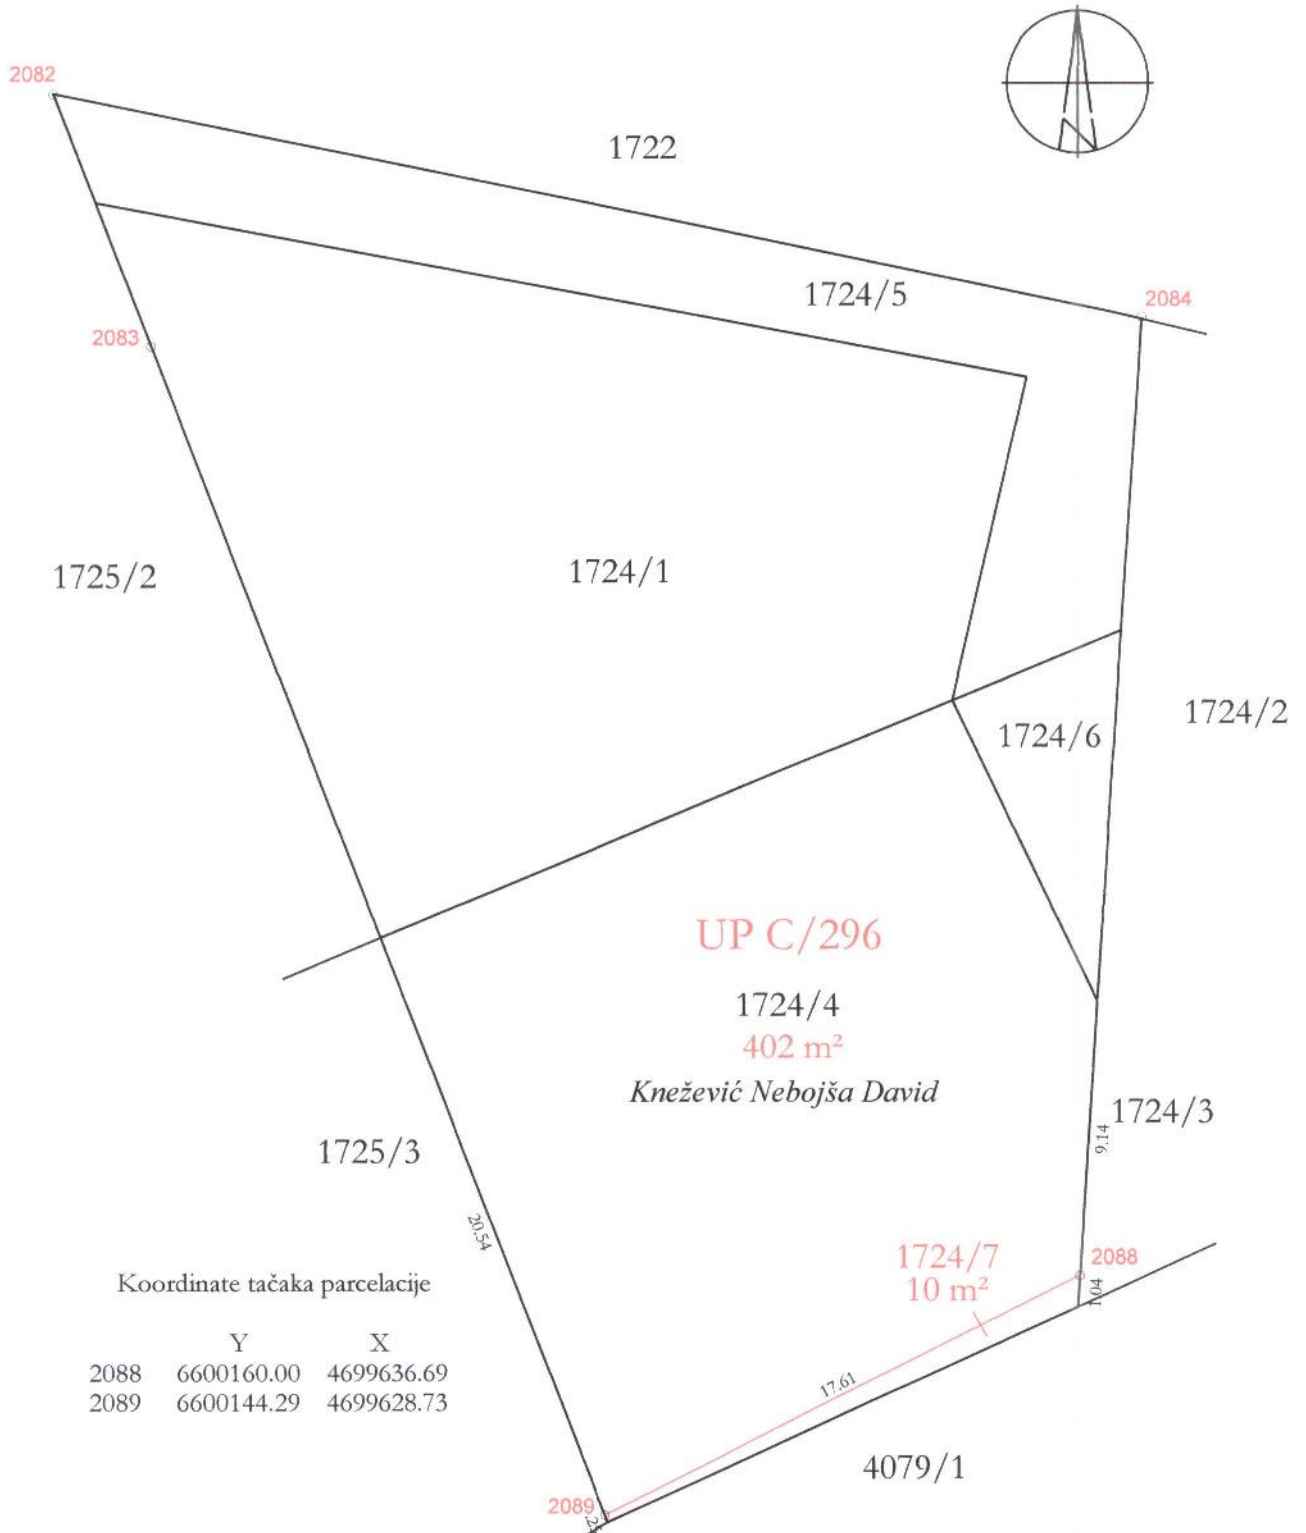 2082
1722
1724/5
2084
2083
1725/2
1724/1
1724/2
1724/6
UP C/296
1724/4
402 m²
Knežević Nebojša David
1724/3
9.14
1725/3
20.54
1724/7
10 m²
2088
1.04
Koordinate tačaka parcelacije
Y X
2088 6600160.00 4699636.69
2089 6600144.29 4699628.73
17.61
4079/1
2089